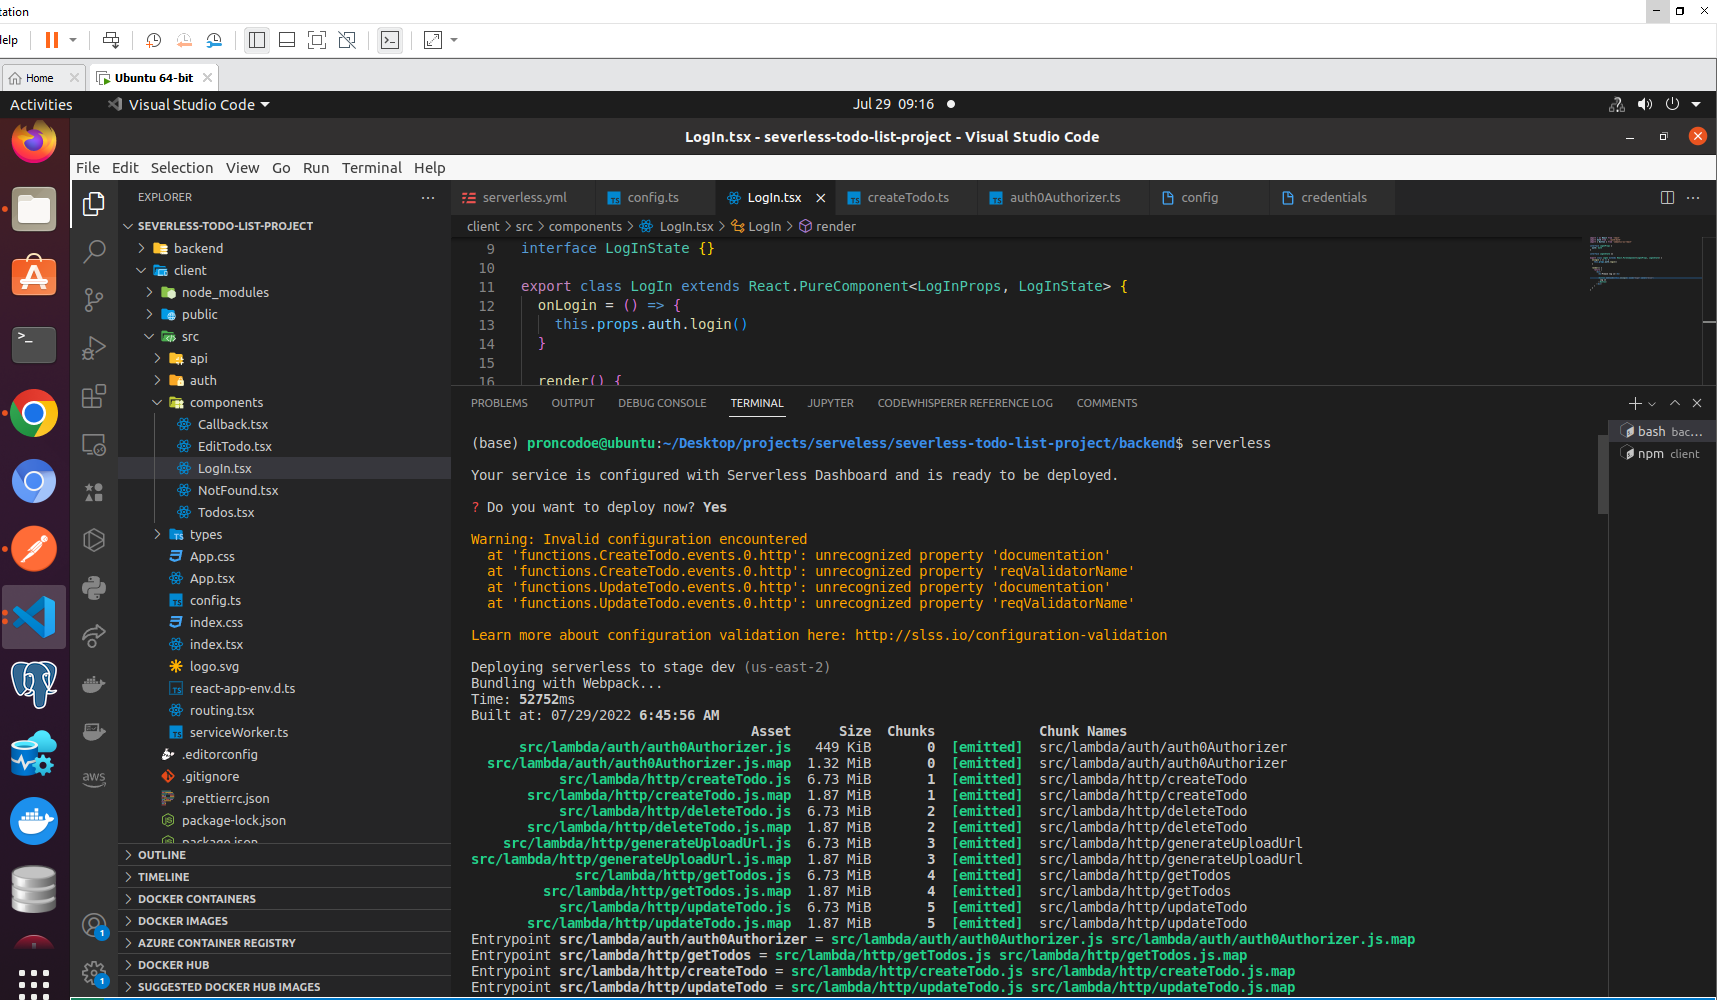 tation
elp
Home
Ubuntu 64-bit
Activities
Visual Studio Code
Jul 29 09:16
LogIn.tsx - severless-todo-list-project - Visual Studio Code
File Edit Selection View Go Run Terminal Help
EXPLORER
SEVERLESS-TODO-LIST-PROJECT
backend
client
node_modules
public
src
api
auth
components
Callback.tsx
EditTodo.tsx
LogIn.tsx
NotFound.tsx
Todos.tsx
types
App.css
App.tsx
config.ts
index.css
index.tsx
logo.svg
react-app-env.d.ts
routing.tsx
serviceWorker.ts
.editorconfig
.gitignore
.prettierrc.json
package-lock.json
package.json
OUTLINE
TIMELINE
DOCKER CONTAINERS
DOCKER IMAGES
AZURE CONTAINER REGISTRY
DOCKER HUB
SUGGESTED DOCKER HUB IMAGES
aws
1
1
serverless.yml config.ts LogIn.tsx createTodo.ts auth0Authorizer.ts config credentials
client > src > components > LogIn.tsx > LogIn > render
9 interface LogInState {}
10
11 export class LogIn extends React.PureComponent<LogInProps, LogInState> {
12 onLogin = () => {
13 this.props.auth.login()
14 }
15
16 render() {
PROBLEMS OUTPUT DEBUG CONSOLE TERMINAL JUPYTER CODEWHISPERER REFERENCE LOG COMMENTS
bash bac...
npm client
(base) proncodoe@ubuntu:~/Desktop/projects/serveless/severless-todo-list-project/backend$ serverless
Your service is configured with Serverless Dashboard and is ready to be deployed.
? Do you want to deploy now? Yes
Warning: Invalid configuration encountered
at 'functions.CreateTodo.events.0.http': unrecognized property 'documentation'
at 'functions.CreateTodo.events.0.http': unrecognized property 'reqValidatorName'
at 'functions.UpdateTodo.events.0.http': unrecognized property 'documentation'
at 'functions.UpdateTodo.events.0.http': unrecognized property 'reqValidatorName'
Learn more about configuration validation here: http://slss.io/configuration-validation
Deploying serverless to stage dev (us-east-2)
Bundling with Webpack...
Time: 52752ms
Built at: 07/29/2022 6:45:56 AM
Asset Size Chunks Chunk Names
src/lambda/auth/auth0Authorizer.js 449 KiB 0 [emitted] src/lambda/auth/auth0Authorizer
src/lambda/auth/auth0Authorizer.js.map 1.32 MiB 0 [emitted] src/lambda/auth/auth0Authorizer
src/lambda/http/createTodo.js 6.73 MiB 1 [emitted] src/lambda/http/createTodo
src/lambda/http/createTodo.js.map 1.87 MiB 1 [emitted] src/lambda/http/createTodo
src/lambda/http/deleteTodo.js 6.73 MiB 2 [emitted] src/lambda/http/deleteTodo
src/lambda/http/deleteTodo.js.map 1.87 MiB 2 [emitted] src/lambda/http/deleteTodo
src/lambda/http/generateUploadUrl.js 6.73 MiB 3 [emitted] src/lambda/http/generateUploadUrl
src/lambda/http/generateUploadUrl.js.map 1.87 MiB 3 [emitted] src/lambda/http/generateUploadUrl
src/lambda/http/getTodos.js 6.73 MiB 4 [emitted] src/lambda/http/getTodos
src/lambda/http/getTodos.js.map 1.87 MiB 4 [emitted] src/lambda/http/getTodos
src/lambda/http/updateTodo.js 6.73 MiB 5 [emitted] src/lambda/http/updateTodo
src/lambda/http/updateTodo.js.map 1.87 MiB 5 [emitted] src/lambda/http/updateTodo
Entrypoint src/lambda/auth/auth0Authorizer = src/lambda/auth/auth0Authorizer.js src/lambda/auth/auth0Authorizer.js.map
Entrypoint src/lambda/http/getTodos = src/lambda/http/getTodos.js src/lambda/http/getTodos.js.map
Entrypoint src/lambda/http/createTodo = src/lambda/http/createTodo.js src/lambda/http/createTodo.js.map
Entrypoint src/lambda/http/updateTodo = src/lambda/http/updateTodo.js src/lambda/http/updateTodo.js.map